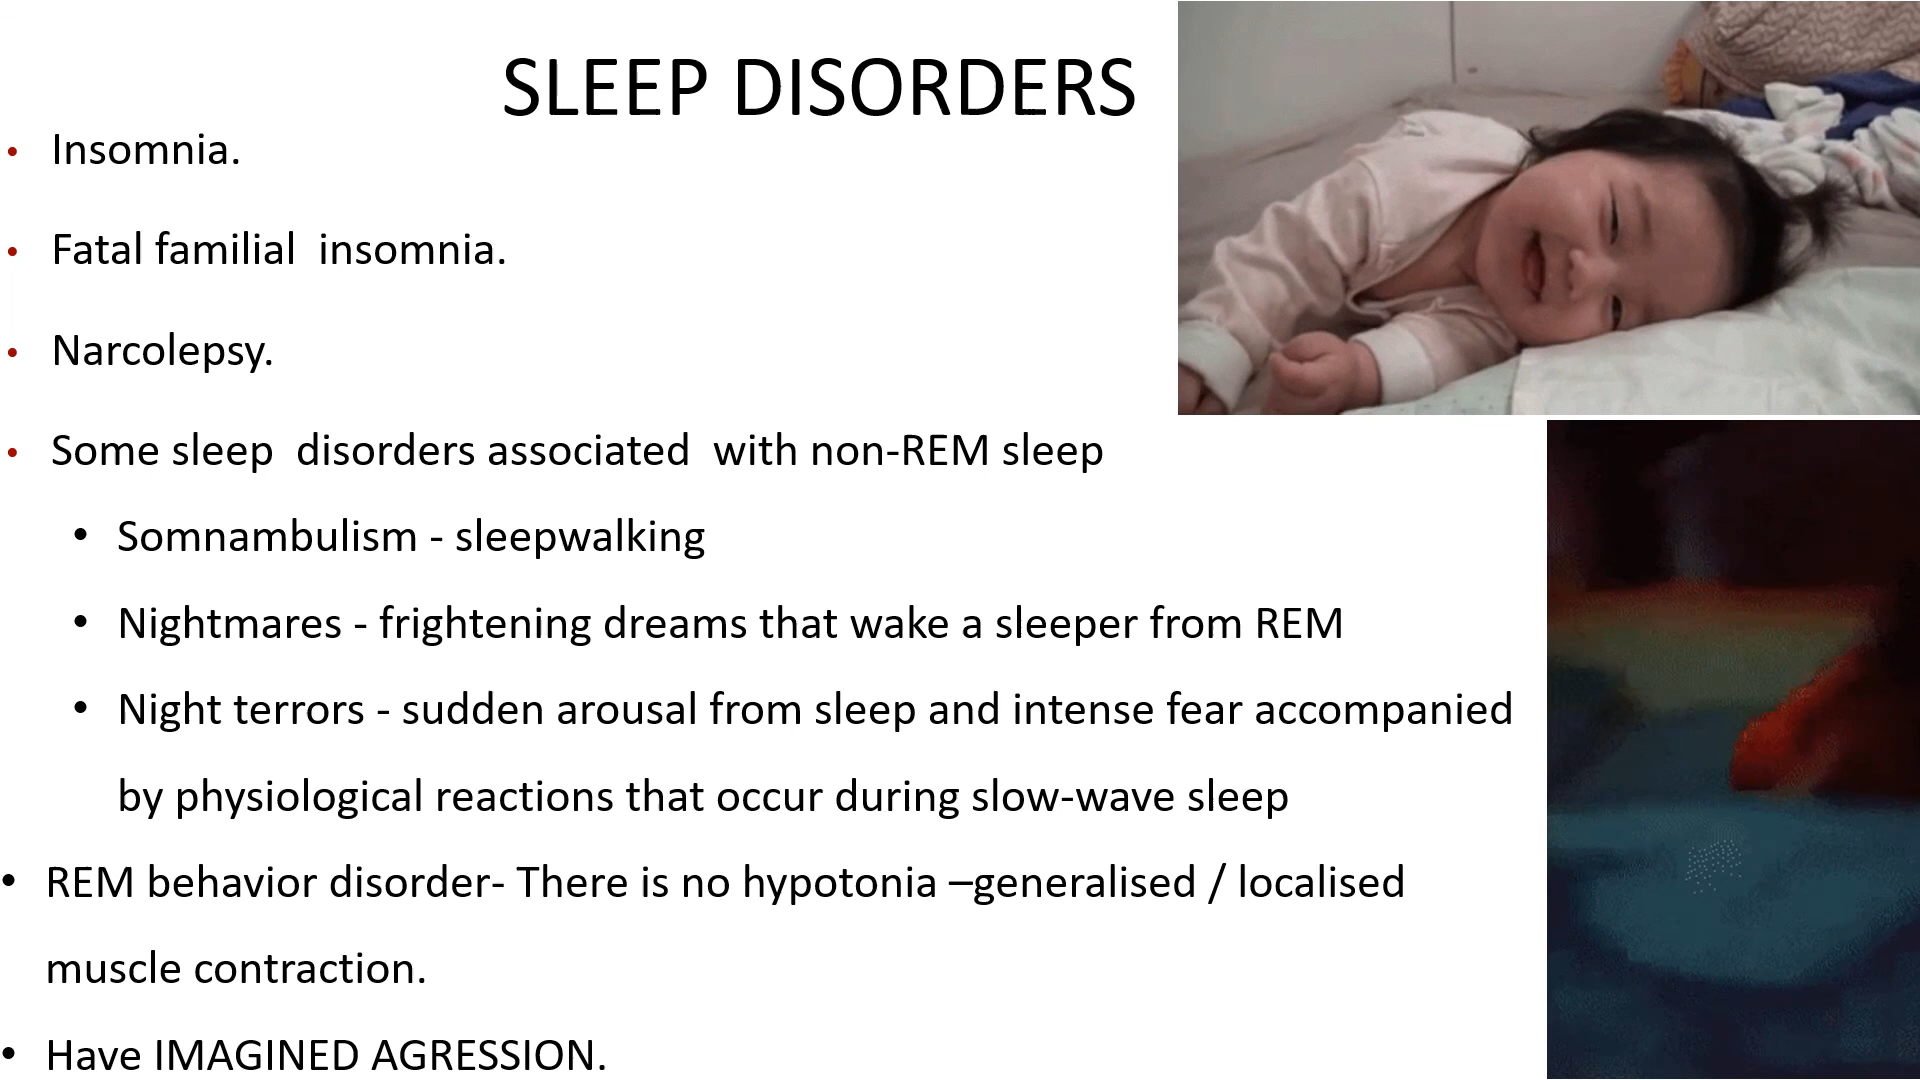 SLEEP DISORDERS
• Insomnia.
• Fatal familial  insomnia.
• Narcolepsy.
• Some sleep  disorders associated  with non-REM sleep
• Somnambulism - sleepwalking
• Nightmares - frightening dreams that wake a sleeper from REM
• Night terrors - sudden arousal from sleep and intense fear accompanied
by physiological reactions that occur during slow-wave sleep
• REM behavior disorder- There is no hypotonia –generalised / localised
muscle contraction.
• Have IMAGINED AGRESSION.